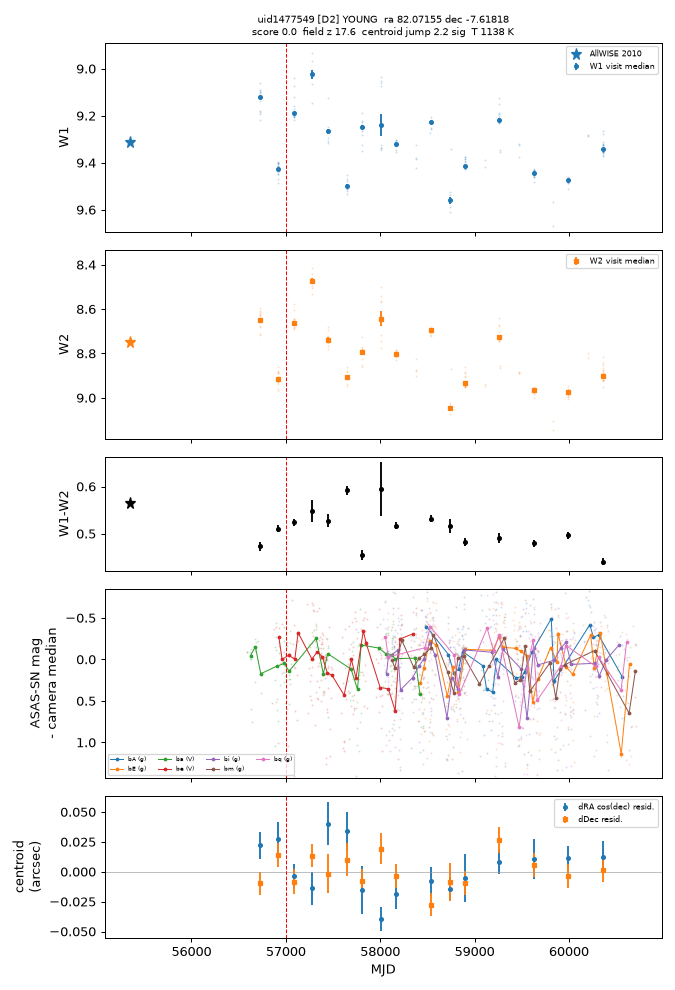 uid1477549 [D2] YOUNG ra 82.07155 dec -7.61818
score 0.0 field z 17.6 centroid jump 2.2 sig T 1138 K
AllWISE 2010
W1 visit median
W1
9.0
9.2
9.4
9.6
W2 visit median
W2
8.4
8.6
8.8
9.0
W1-W2
0.6
0.5
ASAS-SN mag
- camera median
−0.5
0.0
0.5
1.0
bA (g)
bE (g)
ba (V)
be (V)
bi (g)
bm (g)
bq (g)
dRA cos(dec) resid.
dDec resid.
centroid
(arcsec)
0.050
0.025
0.000
−0.025
−0.050
56000 57000 58000 59000 60000
MJD